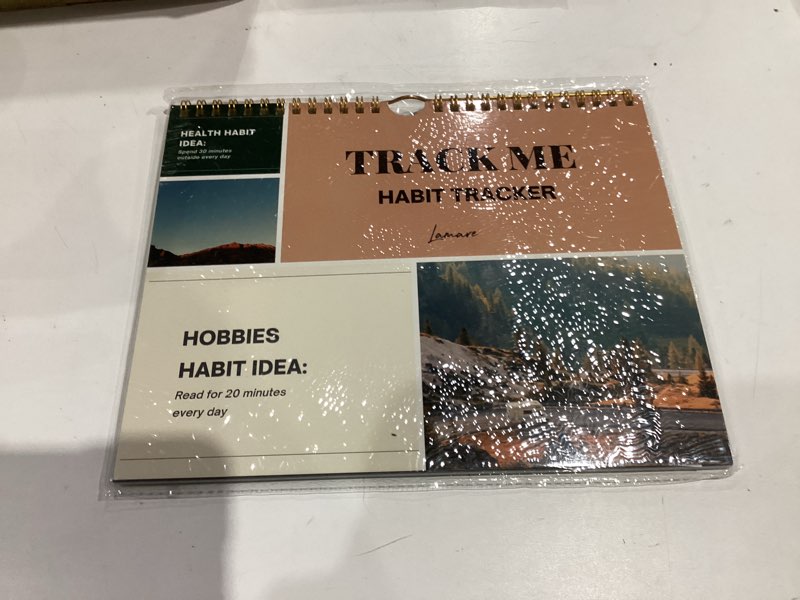 HEALTH HABIT
IDEA:
Spend 30 minutes
outside every day
TRACK ME
HABIT TRACKER
Lamare
HOBBIES
HABIT IDEA:
Read for 20 minutes
every day